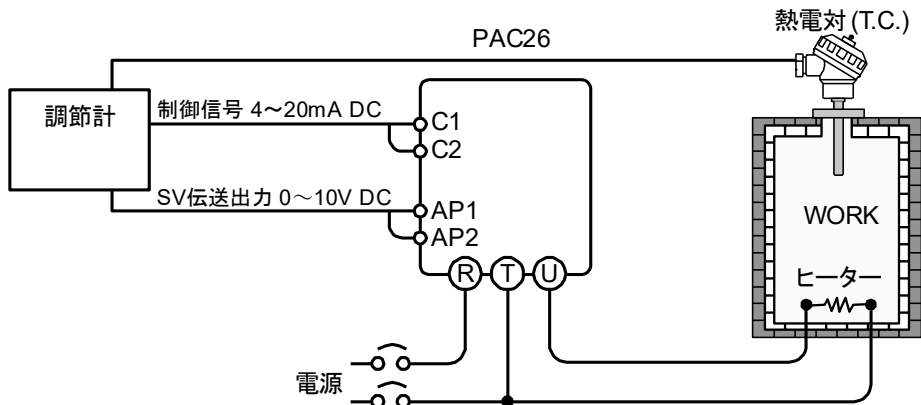 熱電対 (T.C.)
PAC26
調節計
制御信号 4～20mA DC
C1
C2
SV伝送出力 0～10V DC
AP1
AP2
WORK
R T U
ヒーター
電源